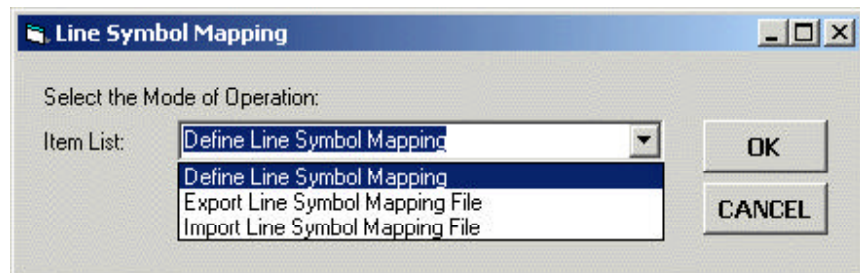 Line Symbol Mapping
Select the Mode of Operation:
Item List: Define Line Symbol Mapping OK
Define Line Symbol Mapping
Export Line Symbol Mapping File CANCEL
Import Line Symbol Mapping File